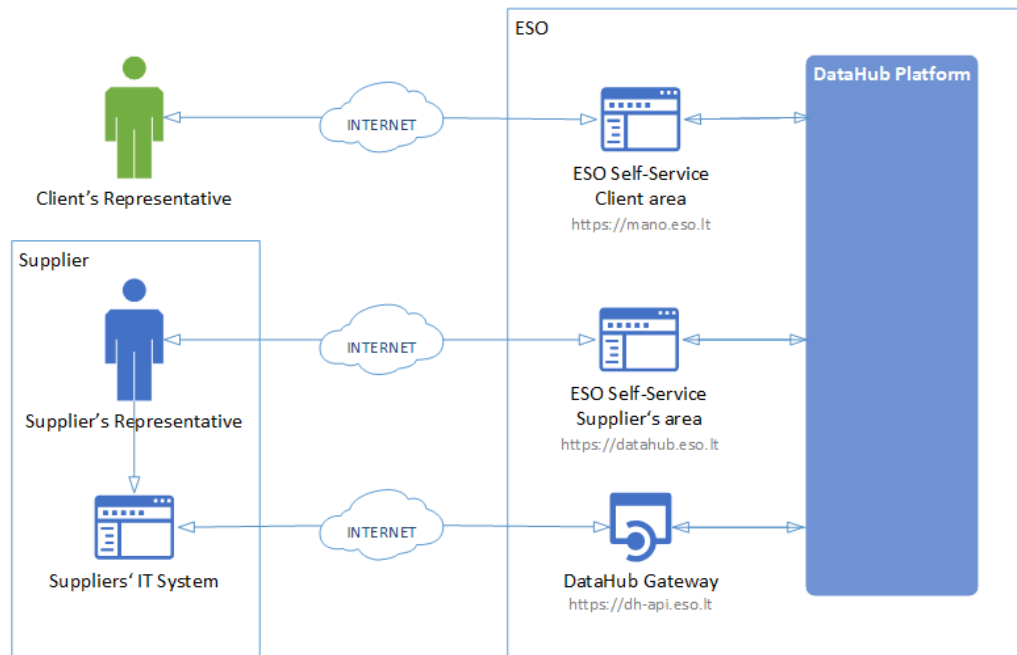 ESO
DataHub Platform
INTERNET
Client's Representative
ESO Self-Service
Client area
https://mano.eso.lt
Supplier
INTERNET
Supplier's Representative
ESO Self-Service
Supplier‘s area
https://datahub.eso.lt
INTERNET
Suppliers‘ IT System
DataHub Gateway
https://dh-api.eso.lt